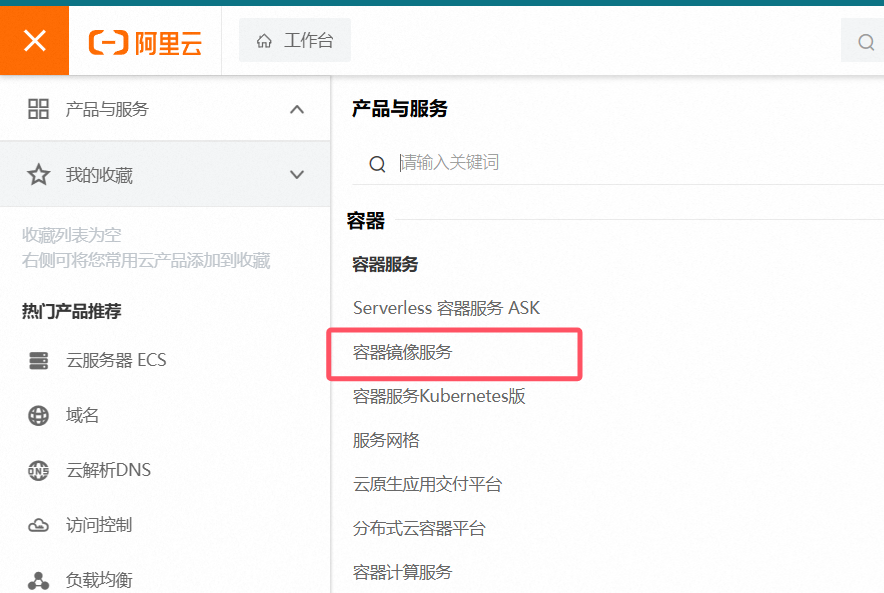 阿里云
工作台
产品与服务
我的收藏
收藏列表为空
右侧可将您常用云产品添加到收藏
热门产品推荐
云服务器 ECS
域名
DNS
云解析DNS
访问控制
负载均衡
产品与服务
请输入关键词
容器
容器服务
Serverless 容器服务 ASK
容器镜像服务
容器服务Kubernetes版
服务网格
云原生应用交付平台
分布式云容器平台
容器计算服务